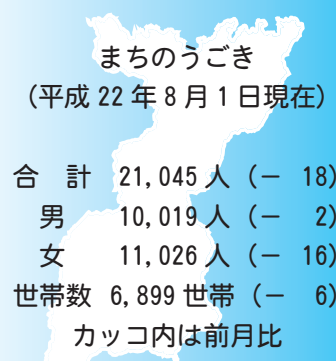 まちのうごき
（平成 22 年 8 月 1 日現在）
合　計　21,045 人（－　18）
男　10,019 人（－　2）
女　11,026 人（－　16）
世帯数　6,899 世帯（－　6）
カッコ内は前月比